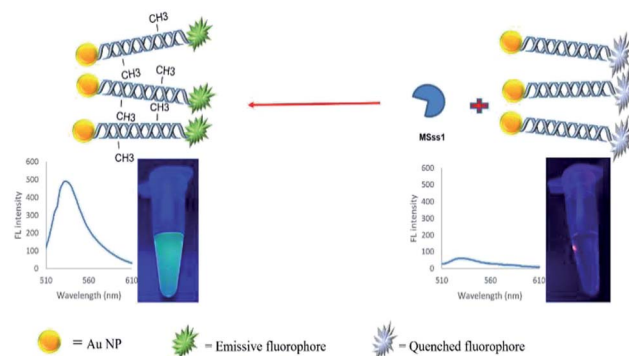 CH3
CH3
CH3
CH3
CH3
CH3
CH3
MSss1
FL intensity
600
500
400
300
200
100
0
510
560
610
Wavelength (nm)
FL intensity
600
500
400
300
200
100
0
510
560
610
Wavelength (nm)
= Au NP
= Emissive fluorophore
= Quenched fluorophore